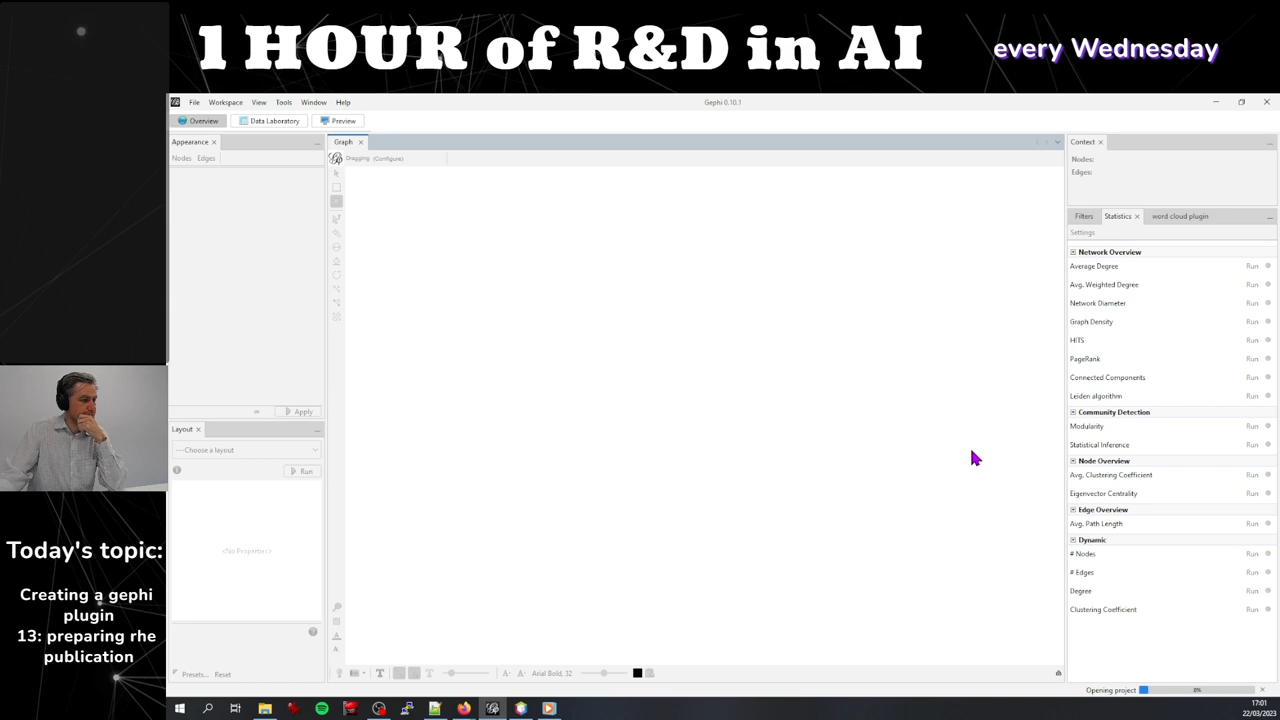 1 HOUR of R&D in AI
every Wednesday
File Workspace View Tools Window Help
Gephi 0.10.1
Overview Data Laboratory Preview
Appearance
Nodes Edges
Apply
Layout
---Choose a layout
Run
<No Properties>
Presets... Reset
Graph
Dragging (Configure)
Arial Bold, 32
Context
Nodes:
Edges:
Filters Statistics word cloud plugin
Settings
Network Overview
Average Degree Run
Avg. Weighted Degree Run
Network Diameter Run
Graph Density Run
HITS Run
PageRank Run
Connected Components Run
Leiden algorithm Run
Community Detection
Modularity Run
Statistical Inference Run
Node Overview
Avg. Clustering Coefficient Run
Eigenvector Centrality Run
Edge Overview
Avg. Path Length Run
Dynamic
# Nodes Run
# Edges Run
Degree Run
Clustering Coefficient Run
Opening project 0%
Today's topic:
Creating a gephi
plugin
13: preparing rhe
publication
17:01
22/03/2023